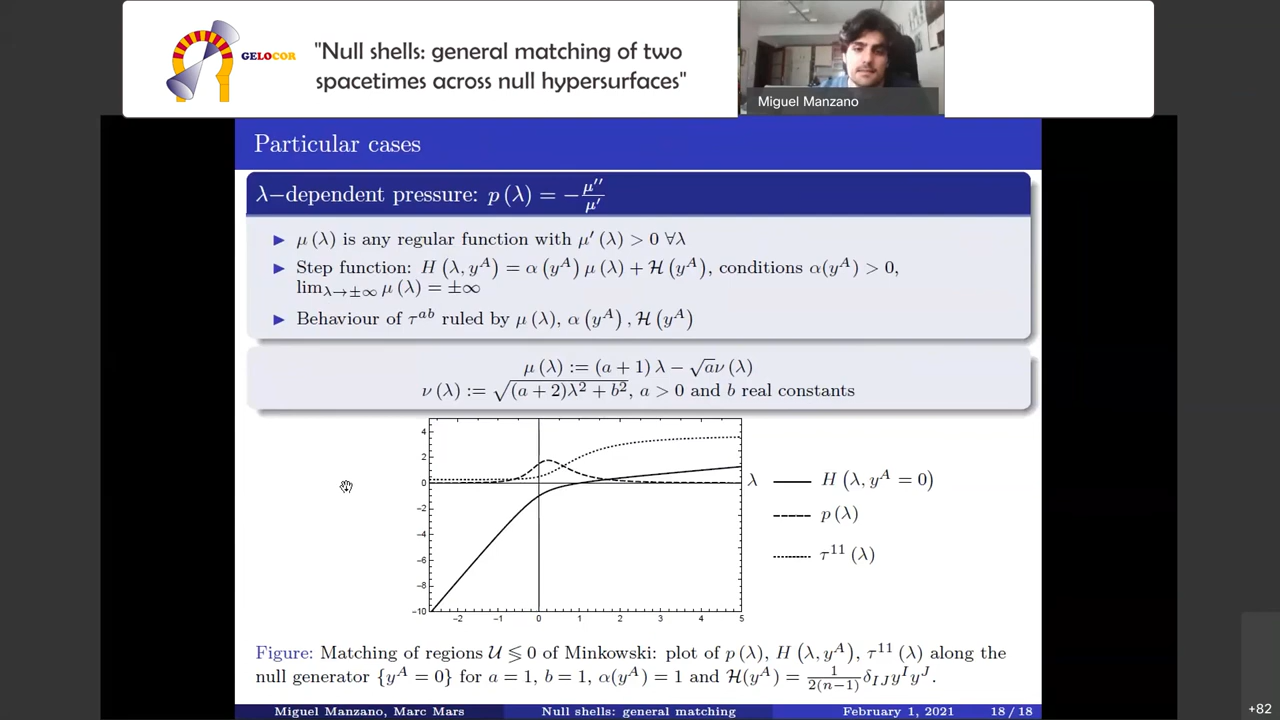 GELOCOR
"Null shells: general matching of two
spacetimes across null hypersurfaces"
Miguel Manzano
Particular cases
λ−dependent pressure: p (λ) = −μ′′/μ′
▶ μ (λ) is any regular function with μ′ (λ) > 0 ∀λ
▶ Step function: H (λ, y^A) = α (y^A) μ (λ) + ℋ (y^A), conditions α(y^A) > 0,
lim_{λ→±∞} μ (λ) = ±∞
▶ Behaviour of τ^{ab} ruled by μ (λ), α (y^A) , ℋ (y^A)
μ (λ) := (a + 1) λ − √a ν (λ)
ν (λ) := √((a + 2)λ² + b²), a > 0 and b real constants
4
2
0
−2
−4
−6
−8
−10
−2 −1 0 1 2 3 4 5
λ
H (λ, y^A = 0)
p (λ)
τ^{11} (λ)
Figure: Matching of regions 𝒰 ≶ 0 of Minkowski: plot of p (λ), H (λ, y^A), τ^{11} (λ) along the
null generator {y^A = 0} for a = 1, b = 1, α(y^A) = 1 and ℋ(y^A) = 1/(2(n−1)) δ_{IJ} y^I y^J.
Miguel Manzano, Marc Mars Null shells: general matching February 1, 2021 18 / 18
+82